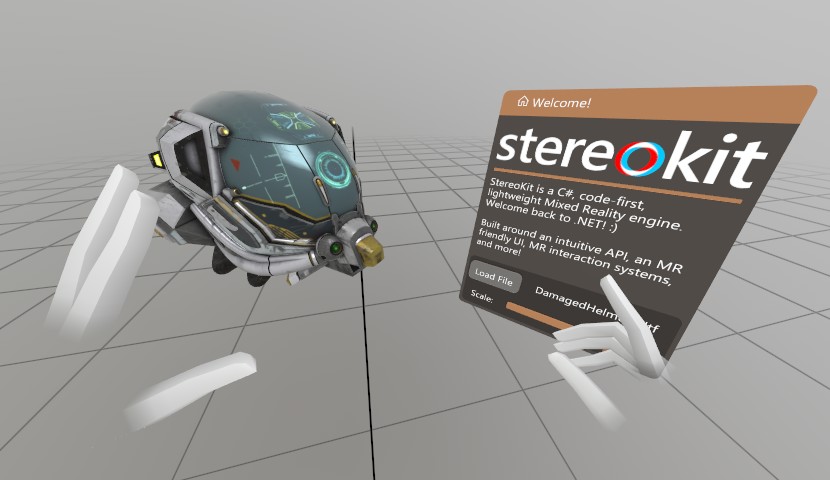 Welcome!
stereokit
StereoKit is a C#, code-first,
lightweight Mixed Reality engine.
Welcome back to .NET! :)
Built around an intuitive API, an MR
friendly UI, MR interaction systems,
and more!
Load File
Scale: